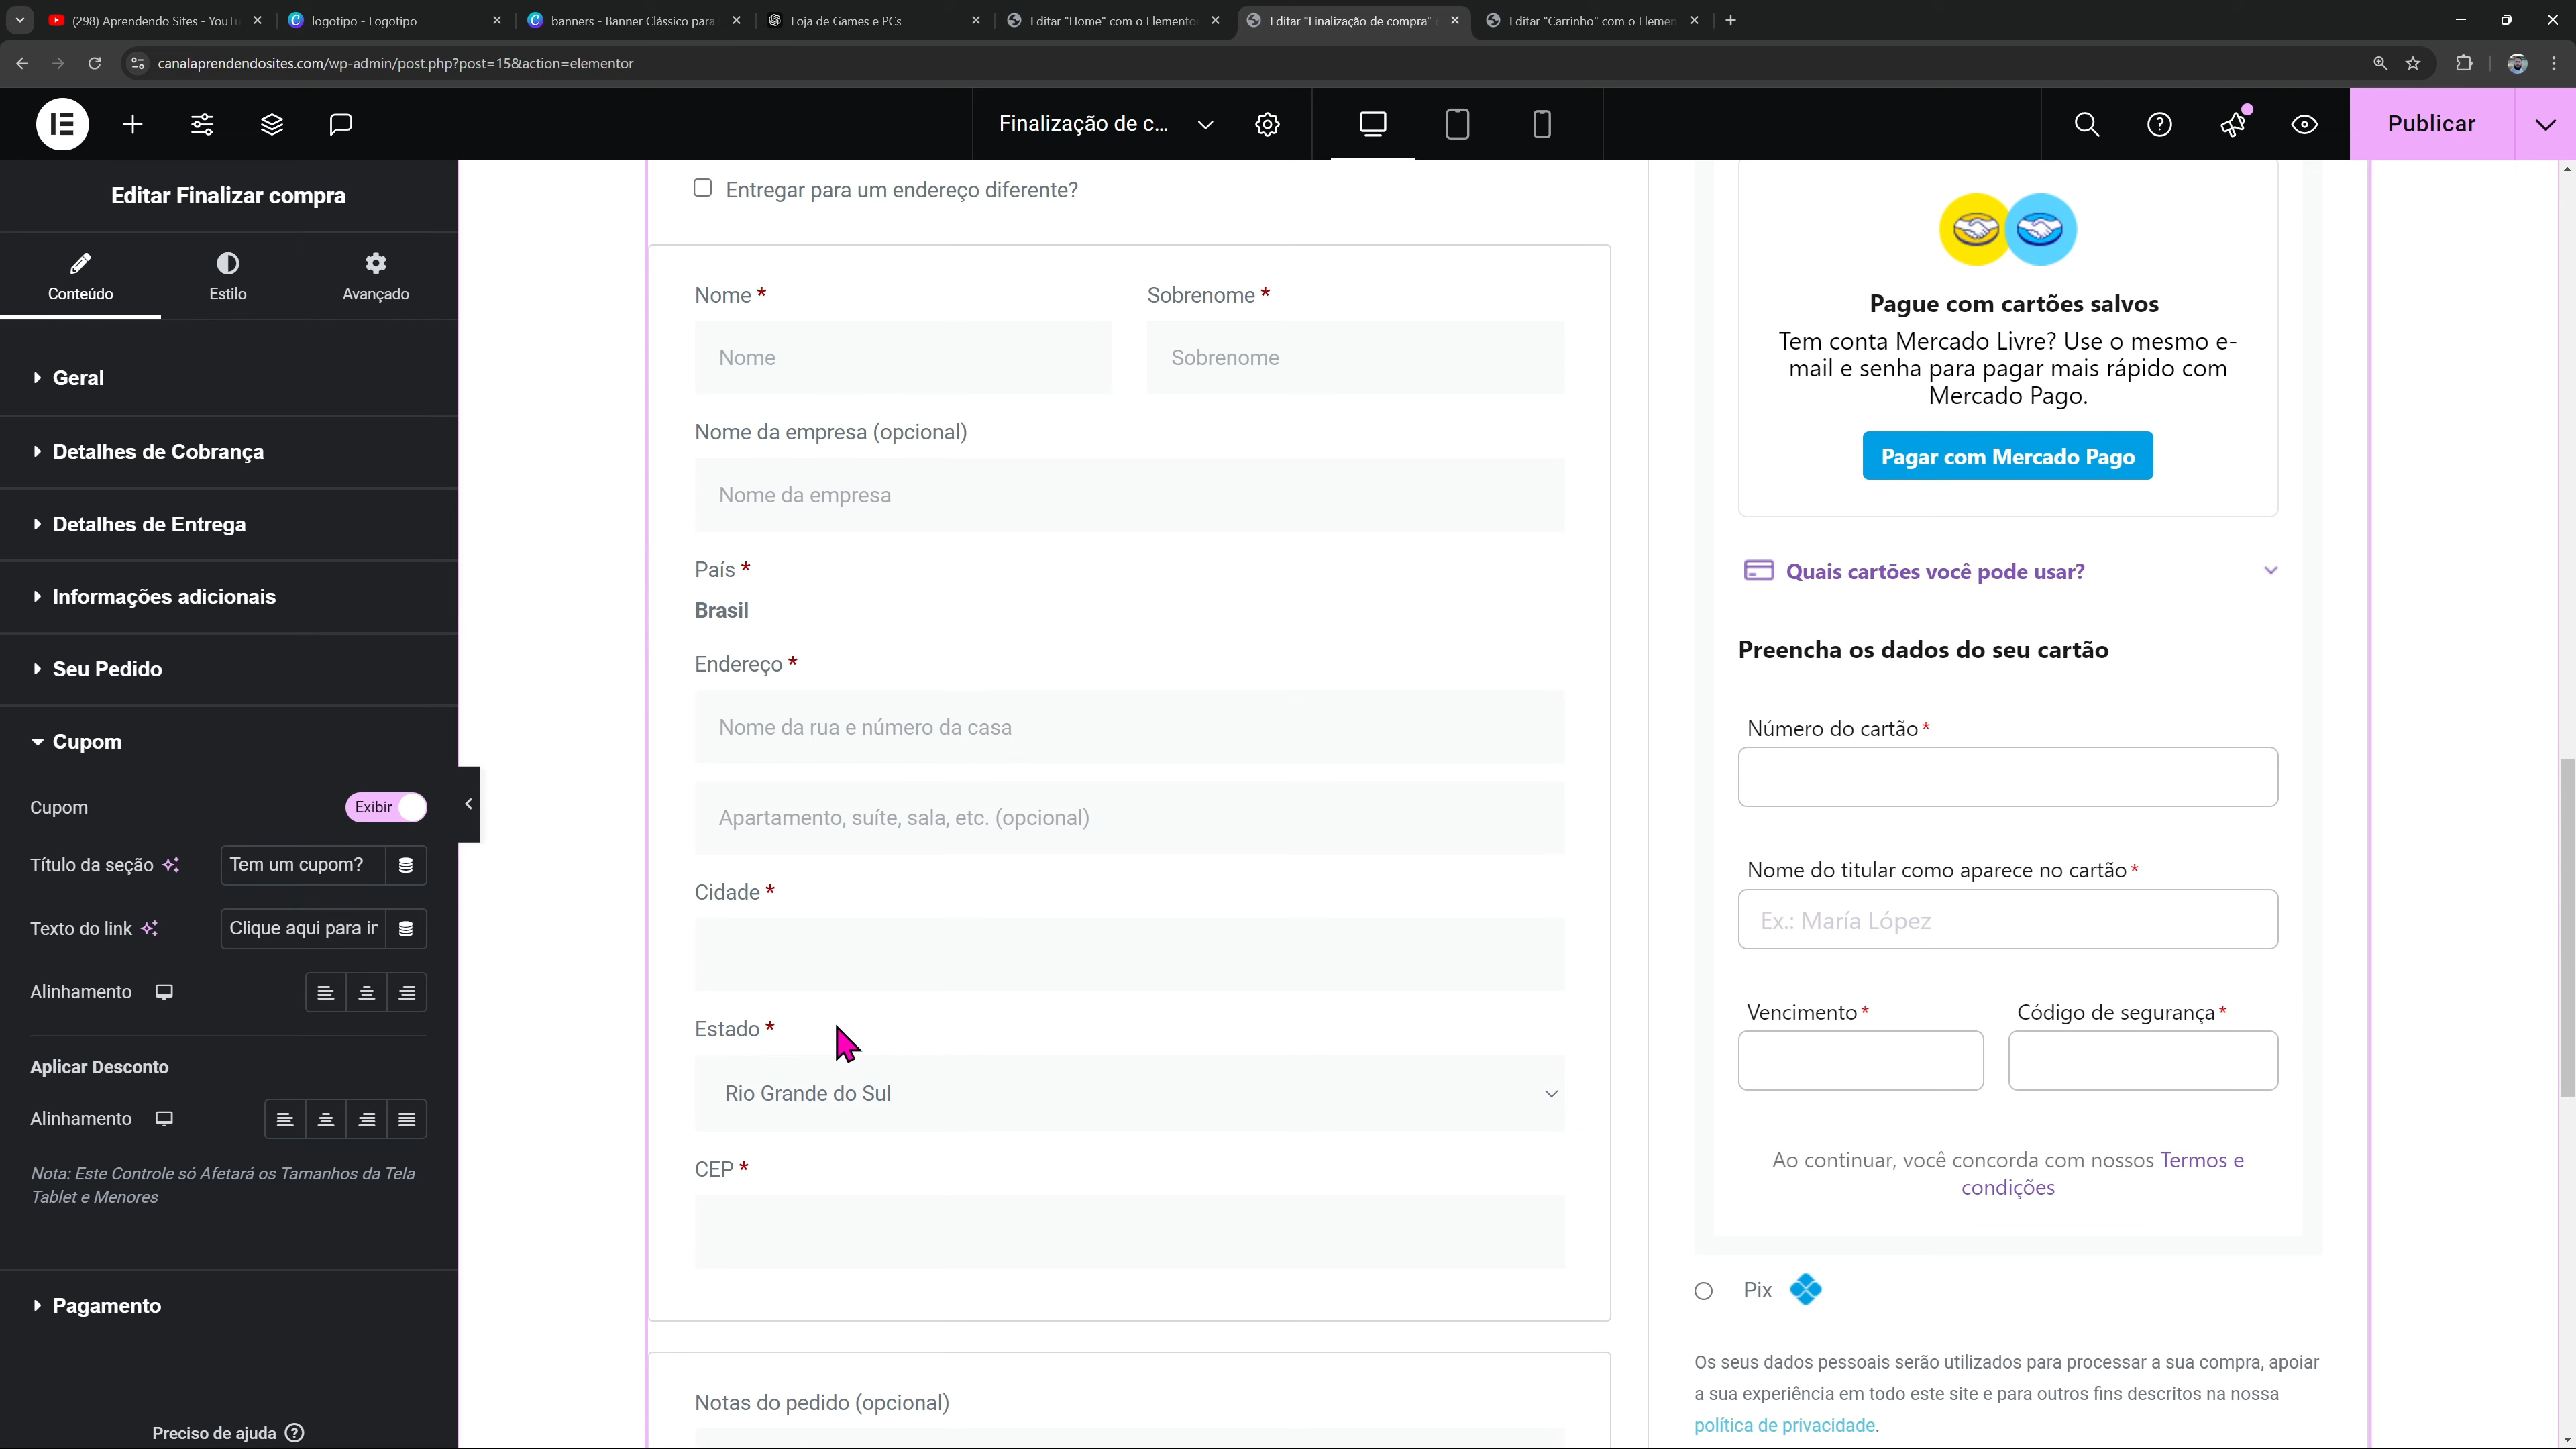 (298) Aprendendo Sites - YouTu
logotipo - Logotipo
banners - Banner Clássico para
Loja de Games e PCs
Editar "Home" com o Elemento
Editar "Finalização de compra"
Editar "Carrinho" com o Elemen
canalaprendendosites.com/wp-admin/post.php?post=15&action=elementor
Finalização de c...
Publicar
Editar Finalizar compra
Conteúdo
Estilo
Avançado
Geral
Detalhes de Cobrança
Detalhes de Entrega
Informações adicionais
Seu Pedido
Cupom
Cupom
Exibir
Título da seção
Tem um cupom?
Texto do link
Clique aqui para ir
Alinhamento
Aplicar Desconto
Alinhamento
Nota: Este Controle só Afetará os Tamanhos da Tela
Tablet e Menores
Pagamento
Preciso de ajuda
Entregar para um endereço diferente?
Nome *
Sobrenome *
Nome
Sobrenome
Nome da empresa (opcional)
Nome da empresa
País *
Brasil
Endereço *
Nome da rua e número da casa
Apartamento, suíte, sala, etc. (opcional)
Cidade *
Estado *
Rio Grande do Sul
CEP *
Notas do pedido (opcional)
Pague com cartões salvos
Tem conta Mercado Livre? Use o mesmo e-
mail e senha para pagar mais rápido com
Mercado Pago.
Pagar com Mercado Pago
Quais cartões você pode usar?
Preencha os dados do seu cartão
Número do cartão*
Nome do titular como aparece no cartão*
Ex.: María López
Vencimento*
Código de segurança*
Ao continuar, você concorda com nossos Termos e
condições
Pix
Os seus dados pessoais serão utilizados para processar a sua compra, apoiar
a sua experiência em todo este site e para outros fins descritos na nossa
política de privacidade.